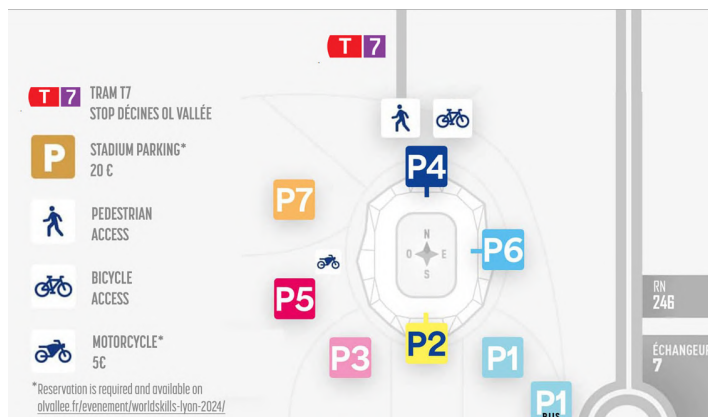 T 7
T 7
TRAM T7
STOP DÉCINES OL VALLÉE
P
STADIUM PARKING*
20 €
PEDESTRIAN
ACCESS
BICYCLE
ACCESS
MOTORCYCLE*
5€
*Reservation is required and available on
olvallee.fr/evenement/worldskills-lyon-2024/
P4
P7
N
O
E
S
P6
P5
P3
P2
P1
P1
BUS
RN
246
ÉCHANGEUR
7